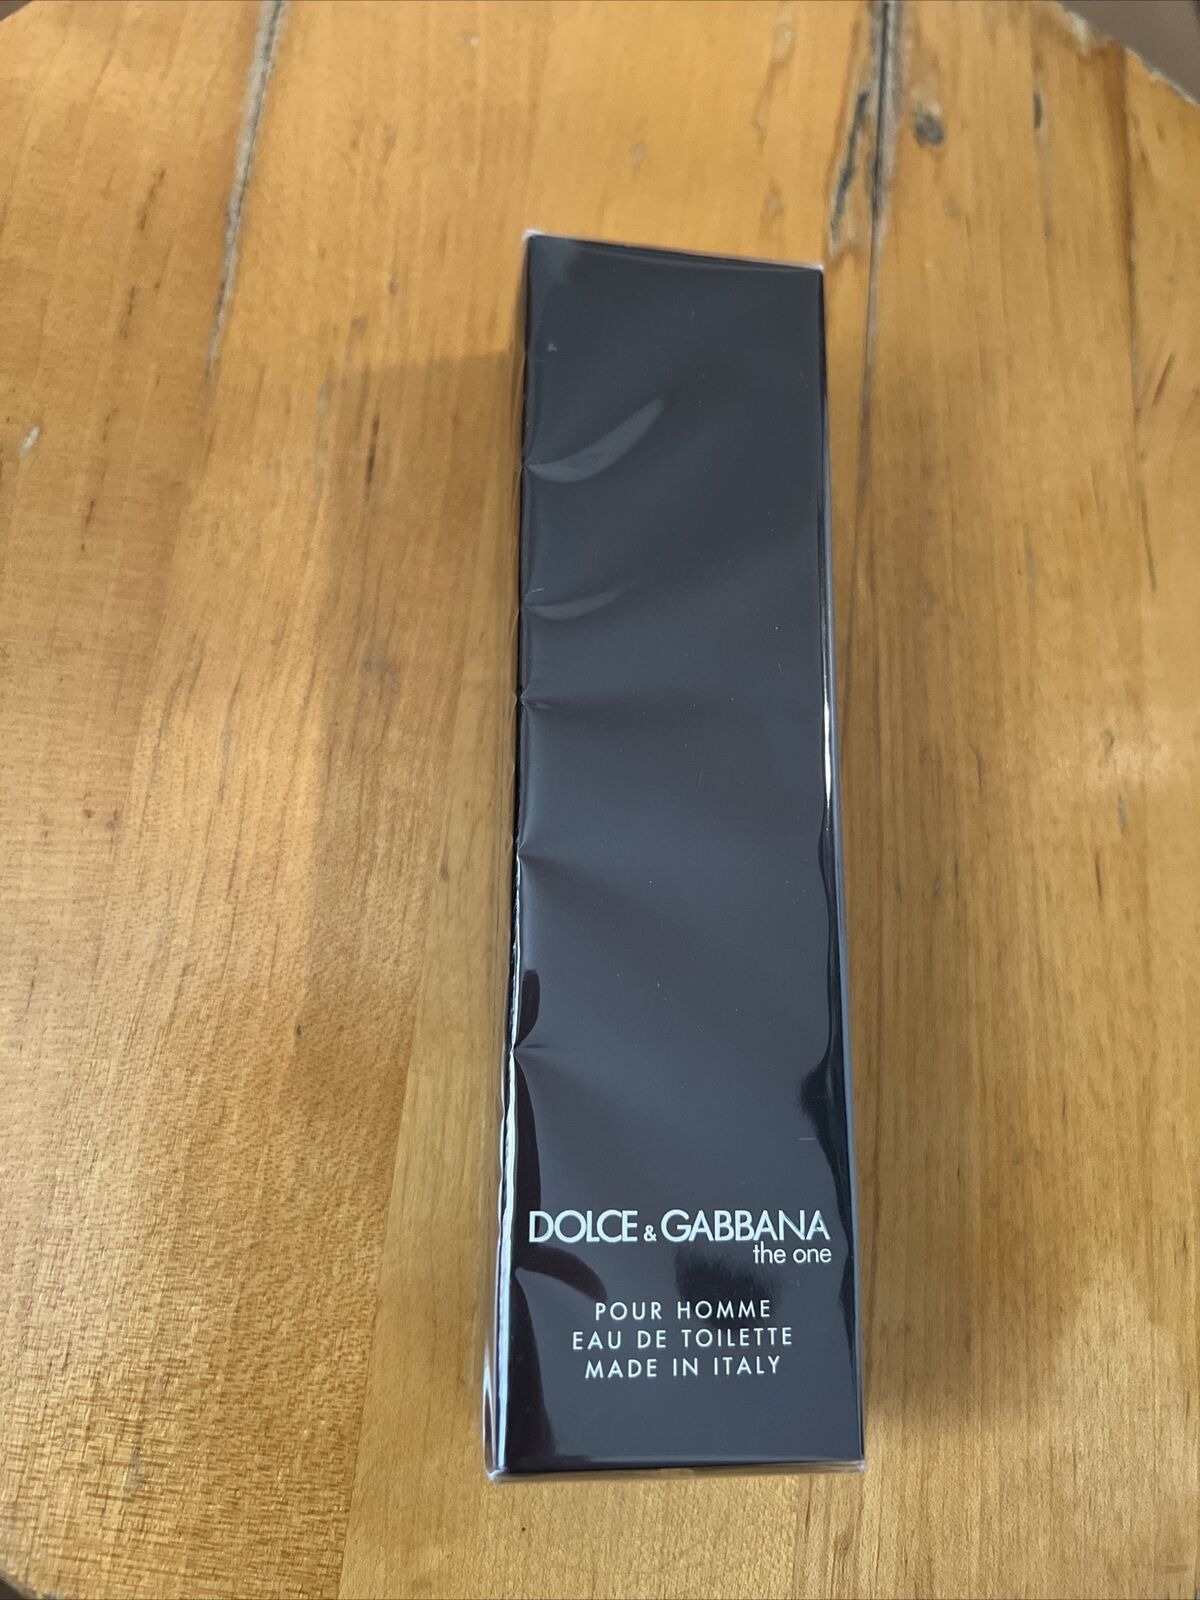 DOLCE & GABBANA
the one
POUR HOMME
EAU DE TOILETTE
MADE IN ITALY